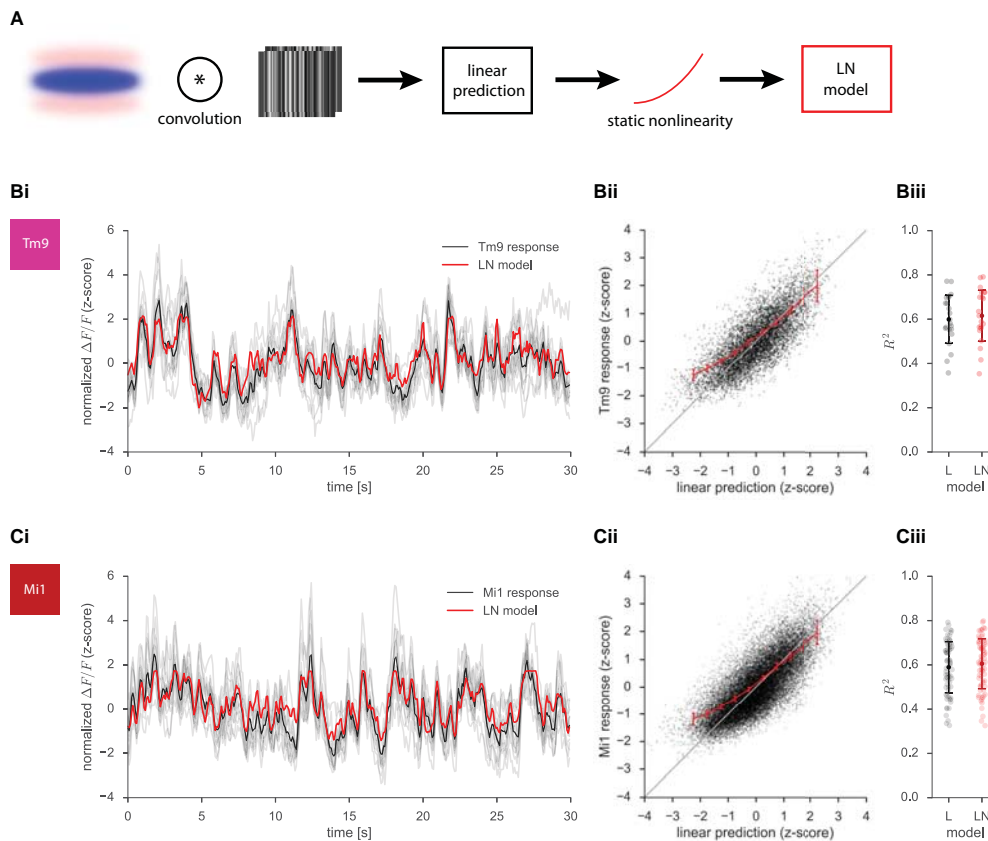 A
*
convolution
linear
prediction
static nonlinearity
LN
model
Bi
Tm9
normalized ΔF/F (z-score)
6
4
2
0
−2
−4
Tm9 response
LN model
0
5
10
15
20
25
30
time [s]
Bii
Tm9 response (z-score)
4
3
2
1
0
−1
−2
−3
−4
−4
−3
−2
−1
0
1
2
3
4
linear prediction (z-score)
Biii
R²
1.0
0.8
0.6
0.4
0.2
0.0
L
LN
model
Ci
Mi1
normalized ΔF/F (z-score)
6
4
2
0
−2
−4
Mi1 response
LN model
0
5
10
15
20
25
30
time [s]
Cii
Mi1 response (z-score)
4
3
2
1
0
−1
−2
−3
−4
−4
−3
−2
−1
0
1
2
3
4
linear prediction (z-score)
Ciii
R²
1.0
0.8
0.6
0.4
0.2
0.0
L
LN
model